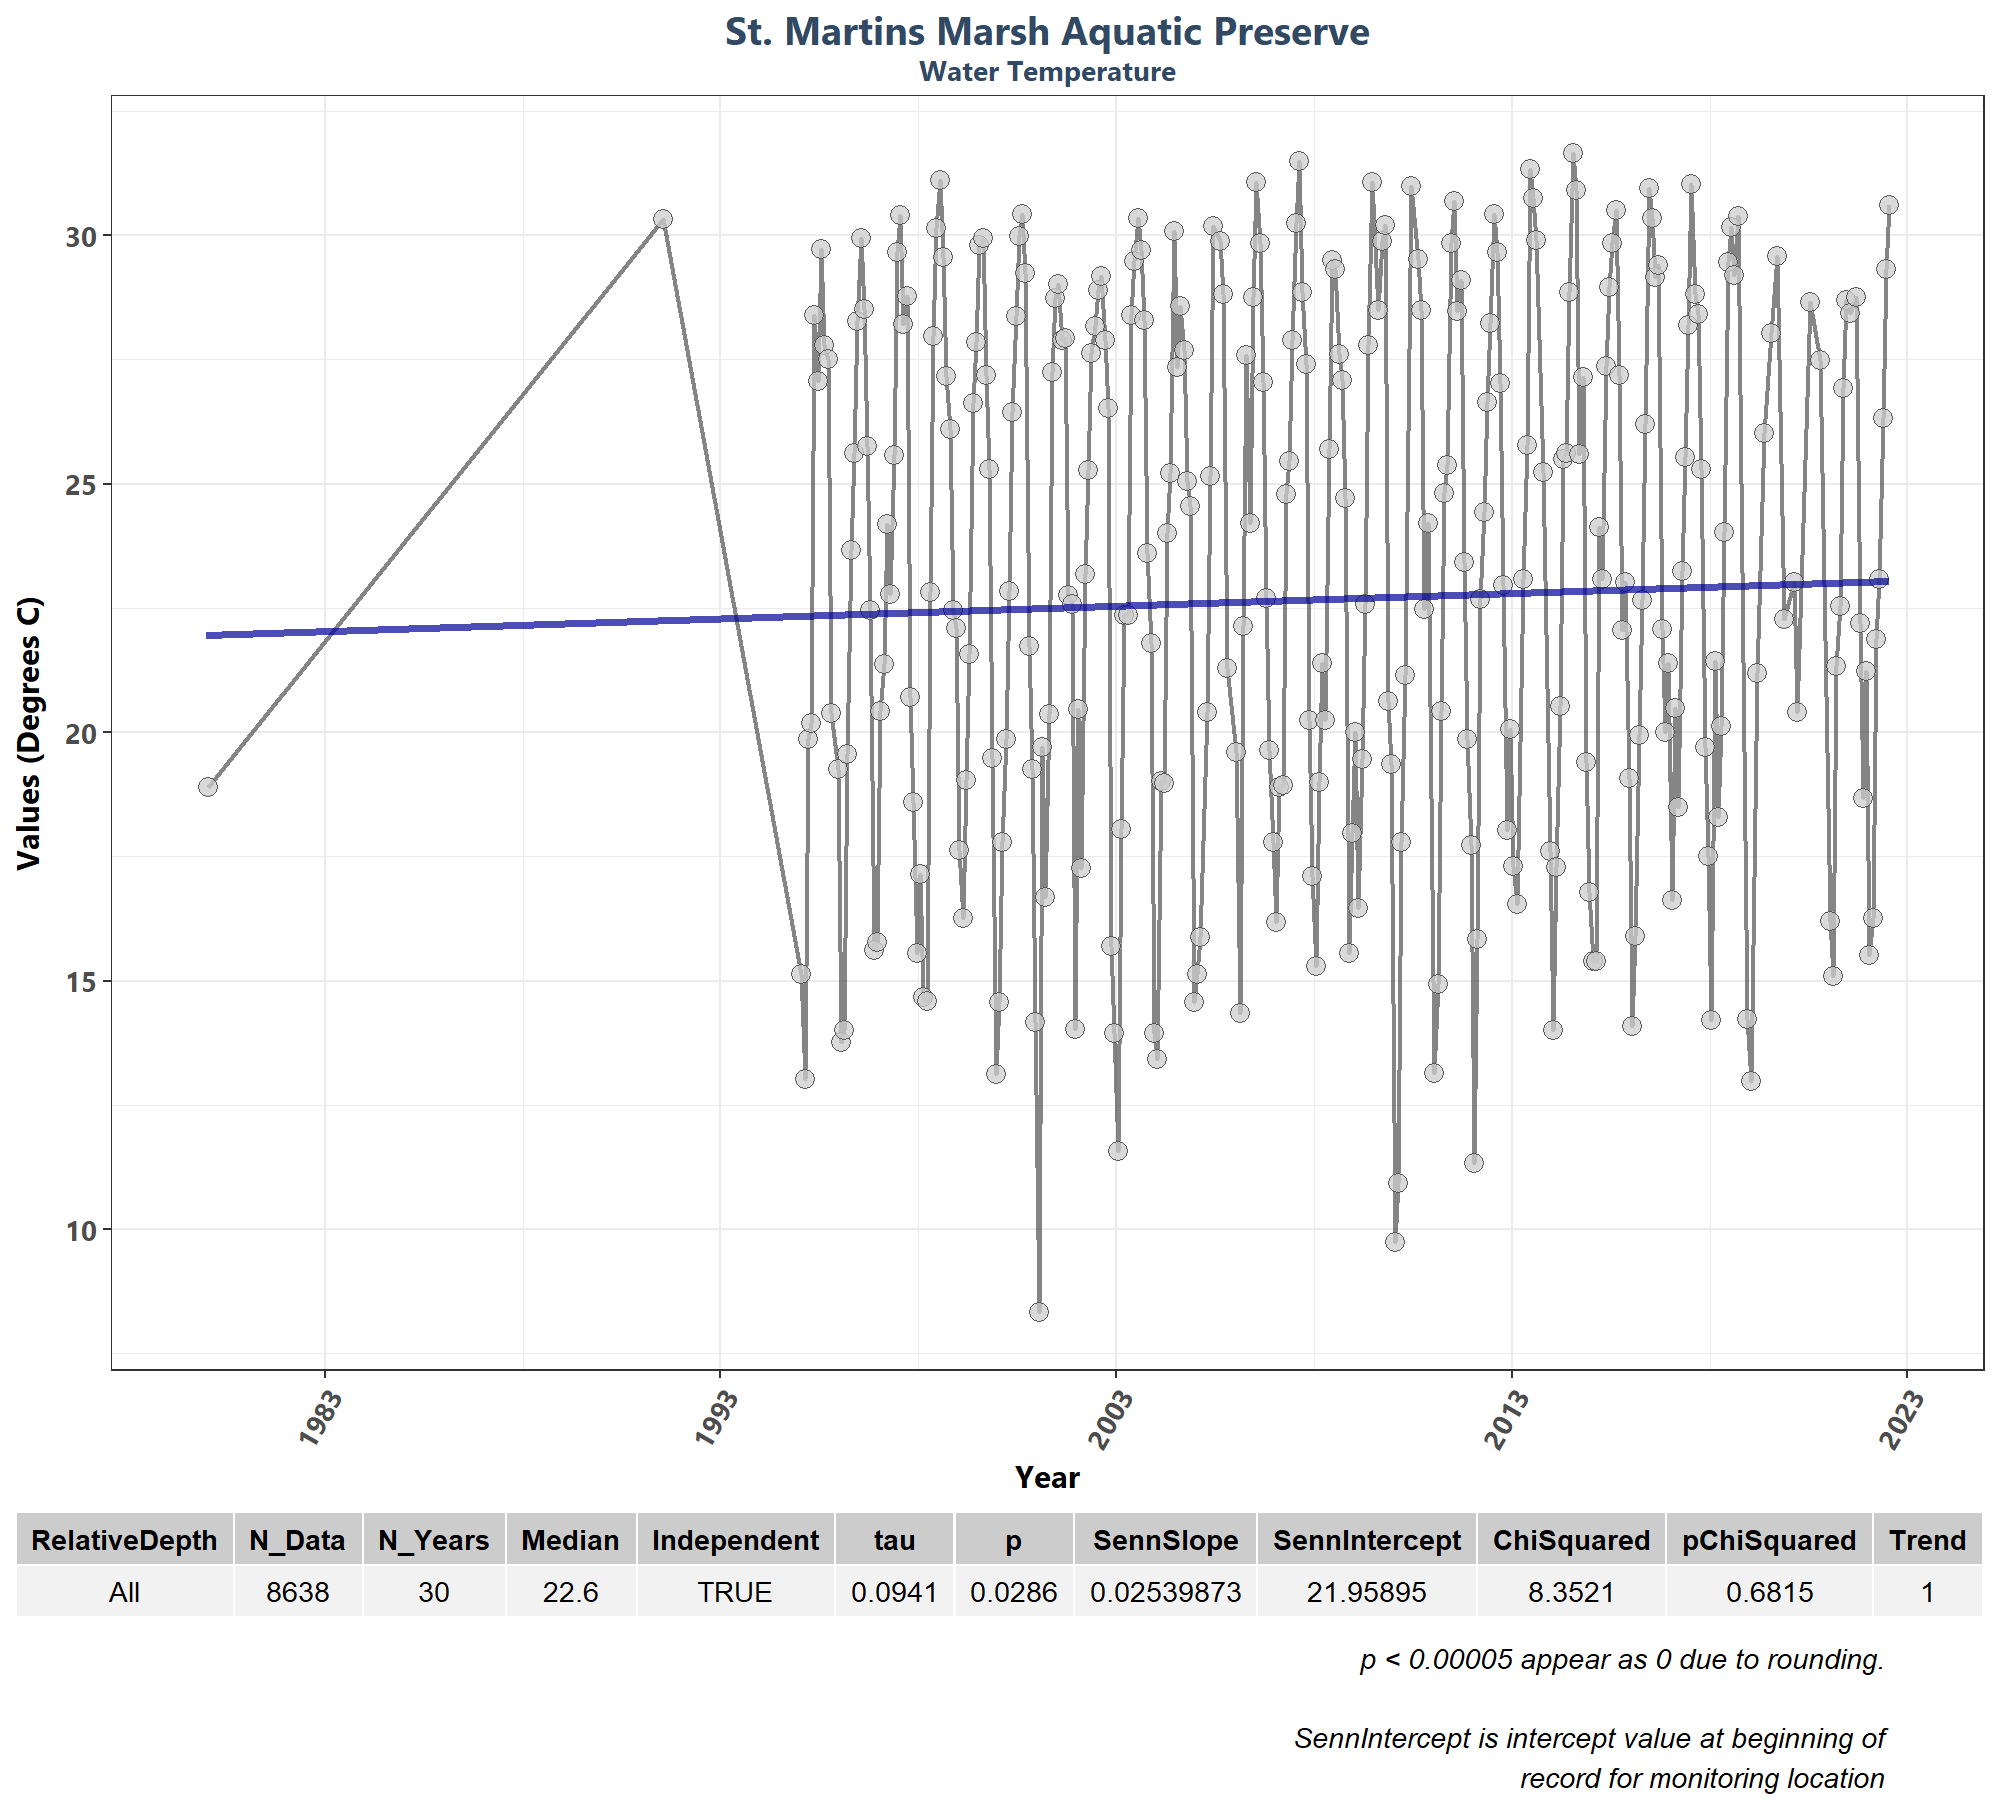 St. Martins Marsh Aquatic Preserve
Water Temperature
Values (Degrees C)
30
25
20
15
10
1983
1993
2003
2013
2023
Year
RelativeDepth N_Data N_Years Median Independent tau p SennSlope SennIntercept ChiSquared pChiSquared Trend
All 8638 30 22.6 TRUE 0.0941 0.0286 0.02539873 21.95895 8.3521 0.6815 1
p < 0.00005 appear as 0 due to rounding.
SennIntercept is intercept value at beginning of
record for monitoring location